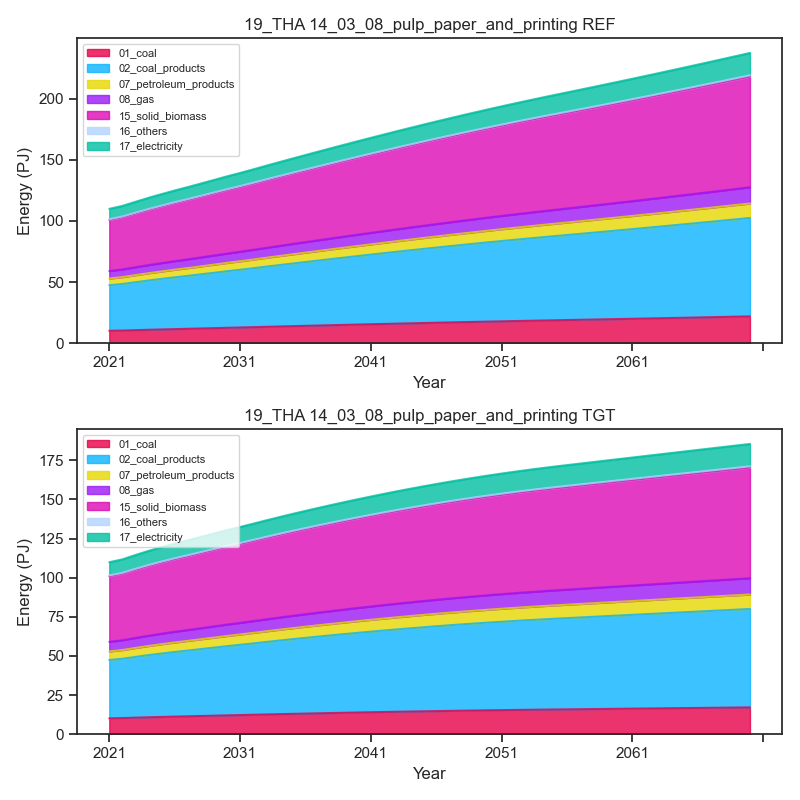 19_THA 14_03_08_pulp_paper_and_printing REF
01_coal
02_coal_products
07_petroleum_products
08_gas
15_solid_biomass
16_others
17_electricity
Energy (PJ)
200
150
100
50
0
2021
2031
2041
2051
2061
Year
19_THA 14_03_08_pulp_paper_and_printing TGT
01_coal
02_coal_products
07_petroleum_products
08_gas
15_solid_biomass
16_others
17_electricity
Energy (PJ)
175
150
125
100
75
50
25
0
2021
2031
2041
2051
2061
Year